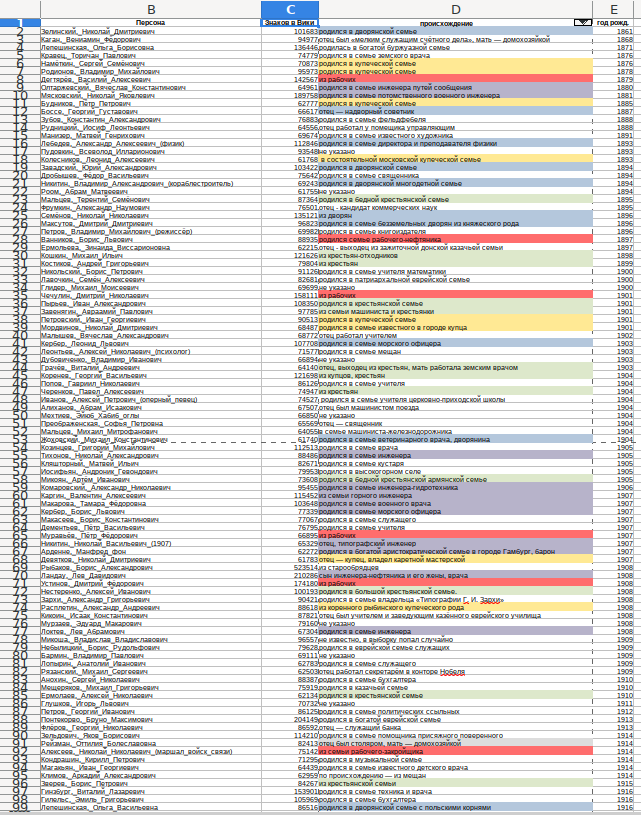 B C D E
1 Персона Знаков в Вики происхождение год рожд.
2 Зелинский,_Николай_Дмитриевич 101683 родился в дворянской семье 1861
3 Каган,_Вениамин_Фёдорович 94977 отец был «мелким служащим счётного дела», мать — домохозяйкой 1868
4 Лепешинская,_Ольга_Борисовна 136446 родилась в богатой буржуазной семье 1871
5 Кравец,_Торичан_Павлович 74779 родился в семье земского врача 1876
6 Намёткин,_Сергей_Семёнович 70873 родился в купеческой семье 1876
7 Родионов,_Владимир_Михайлович 95973 родился в купеческой семье 1878
8 Дегтярёв,_Василий_Алексеевич 142567 из рабочих 1879
9 Олтаржевский,_Вячеслав_Константинович 64961 родился в семье инженера путей сообщения 1880
10 Мясковский,_Николай_Яковлевич 189758 родился в семье потомственного военного инженера 1881
11 Будников,_Пётр_Петрович 62777 родился в купеческой семье 1885
12 Боссе,_Георгий_Густавович 66617 отец — надворный советник 1887
13 Зубов,_Константин_Александрович 76883 родился в семье фельдфебеля 1888
14 Рудницкий,_Иосиф_Леонтьевич 64556 отец работал у помещика управляющим 1888
15 Манизер,_Матвей_Генрихович 69674 родился в семье известного художника 1891
16 Лебедев,_Александр_Алексеевич_(физик) 112846 родился в семье директора и преподавателя физики 1893
17 Пудовкин,_Всеволод_Илларионович 93548 не указано 1893
18 Колесников,_Леонид_Алексеевич 61768 в состоятельной московской купеческой семье 1893
19 Завадский,_Юрий_Александрович 103422 родился в дворянской семье 1894
20 Дробышев,_Фёдор_Васильевич 75642 родился в семье священника 1894
21 Никитин,_Владимир_Александрович_(кораблестроитель) 69243 родился в дворянской многодетной семье 1894
22 Роом,_Абрам_Матвеевич 61755 не указано 1894
23 Мальцев,_Терентий_Семёнович 87364 родился в бедной крестьянской семье 1895
24 Фрумкин,_Александр_Наумович 76501 отец - кандидат коммерческих наук 1895
25 Семёнов,_Николай_Николаевич 135121 из дворян 1896
26 Максутов,_Дмитрий_Дмитриевич 96823 родился в семье безземельных дворян из княжеского рода 1896
27 Петров,_Владимир_Михайлович_(режиссёр) 69982 родился в семье книгоиздателя 1896
28 Ванников,_Борис_Львович 88935 родился семье рабочего-нефтяника 1897
29 Ермольева,_Зинаида_Виссарионовна 62215 отец - выходец из зажиточной донской казачьей семьи 1897
30 Кошкин,_Михаил_Ильич 121626 из крестьян-отходников 1898
31 Костиков,_Андрей_Григорьевич 79804 из крестьян 1899
32 Никольский,_Борис_Петрович 91126 родился в семье учителя математики 1900
33 Лавочкин,_Семён_Алексеевич 82681 родился в патриархальной еврейской семье 1900
34 Глидер,_Михаил_Моисеевич 69699 не указано 1900
35 Чечулин,_Дмитрий_Николаевич 158111 из рабочих 1901
36 Пырьев,_Иван_Александрович 108350 родился в крестьянской семье 1901
37 Завенягин,_Авраамий_Павлович 97785 из семьи машиниста и крестьянки 1901
38 Петровский,_Иван_Георгиевич 90513 родился в купеческой семье 1901
39 Мордвинов,_Николай_Дмитриевич 68487 родился в семье известного в городе купца 1901
40 Малышев,_Вячеслав_Александрович 68772 отец работал учителем 1902
41 Кербер,_Леонид_Львович 107708 родился в семье морского офицера 1903
42 Леонтьев,_Алексей_Николаевич_(психолог) 71577 родился в семье мещан 1903
43 Дубовиченко,_Владимир_Иванович 66894 не указано 1903
44 Грачёв,_Виталий_Андреевич 64140 отец, выходец из крестьян, мать работала земским врачом 1903
45 Коренев,_Георгий_Васильевич 121698 из купцов, крестьян 1904
46 Попов,_Гавриил_Николаевич 86126 родился в семье учителя 1904
47 Черенков,_Павел_Алексеевич 74947 из крестьян 1904
48 Иванов,_Алексей_Петрович_(оперный_певец) 74527 родился в семье учителя церковно-приходской школы 1904
49 Алиханов,_Абрам_Исаакович 67507 отец был машинистом поезда 1904
50 66850 не указано 1904
51 Преображенская,_Софья_Петровна 65569 отец — священник 1904
52 Мальцев,_Михаил_Митрофанович 64055 в семье машиниста-железнодорожника 1904
53 Жоховский,_Михаил_Константинович 61740 родился в семье ветеринарного врача, дворянина 1904
54 Козинцев,_Григорий_Михайлович 112213 родился в семье врача 1905
55 Тихонов,_Николай_Андреевич 88486 родился в семье инженера 1905
56 Кляшторный,_Матвей_Ильич 82671 родился в семье кустаря 1905
57 Иосифьян,_Андроник_Гевондович 79953 родился в высокогорном селе 1905
58 Микоян,_Артём_Иванович 73608 родился в бедной крестьянской армянской семье 1905
59 Комаровский,_Александр_Николаевич 95455 родился в семье инженера-гидротехника 1906
60 Каргин,_Валентин_Алексеевич 115452 из семьи горного инженера 1907
61 Макарова,_Тамара_Фёдоровна 103648 родился в семье военного врача 1907
62 Кербер,_Борис_Львович 77339 родился в семье морского офицера 1907
63 Макасеев,_Борис_Константинович 77067 родился в семье служащего 1907
64 Дементьев,_Пётр_Васильевич 76795 родился в семье учителя 1907
65 Муравьёв,_Пётр_Иванович 66895 из рабочих 1907
66 Никитин,_Владимир_Николаевич_(1907) 65329 отец, типографский инженер 1907
67 Арденне,_Манфред_фон 62272 родился в богатой аристократической семье в городе Гамбург, барон 1907
68 Девятков,_Николай_Дмитриевич 61783 отец — купец, владел каретной мастерской 1907
69 Рыбаков,_Борис_Александрович 523514 из старообрядцев 1908
70 Ландау,_Лев_Давидович 210286 сын инженера-нефтяника и его жены, врача 1908
71 Устинов,_Дмитрий_Фёдорович 174180 из рабочих 1908
72 Нестеренко,_Алексей_Иванович 100193 родился в большой крестьянской семье. 1908
73 Зархи,_Александр_Григорьевич 90421 родился в семье владельца «Типографии Г. И. Зархи» 1908
74 Расплетин,_Александр_Андреевич 88618 из коренного рыбинского купеческого рода 1908
75 Кикоин,_Исаак_Константинович 87821 отец был учителем и заведующим казённого еврейского училища 1908
76 Мурзаев,_Эдуард_Макарович 79160 не указано 1908
77 Локтев,_Лев_Абрамович 67304 родился в семье инженера 1908
78 Микоша,_Владислав_Владиславович 96557 не известно, в выборку попал случайно 1909
79 Небылицкий,_Борис_Рудольфович 79628 родился в еврейской семье служащих 1909
80 Бармин,_Владимир_Павлович 69111 не указано 1909
81 Лопырин,_Анатолий_Иванович 62783 родился в семье служащего 1909
82 Рязанский,_Михаил_Сергеевич 62503 отец работал секретарём в конторе Нобеля 1909
83 Анохин,_Сергей_Николаевич 88387 родился в семье бухгалтера 1910
84 Мещеряков,_Михаил_Григорьевич 75919 родился в казачьей семье 1910
85 Ермолаев,_Алексей_Николаевич 62134 родился в крестьянской семье 1910
86 Глушков,_Игорь_Львович 70732 не указано 1911
87 Петров,_Георгий_Иванович 86125 родился в семье политических ссыльных 1912
88 Понтекорво,_Бруно_Максимович 204149 родился в богатой еврейской семье 1913
89 Флёров,_Георгий_Николаевич 86592 отец — служащий банка 1913
90 Зельдович,_Яков_Борисович 114210 родился в семье помощника присяжного поверенного 1914
91 Рейзман,_Оттилия_Болеславовна 82413 отец был столяром, мать — домохозяйкой 1914
92 Алексеев,_Николай_Николаевич_(маршал_войск_связи) 75142 из семьи рабочего-закройщика 1914
93 Кондрашин,_Кирилл_Петрович 71295 родился в музыкальной семье 1914
94 Магакьян,_Иван_Георгиевич 64439 родился в семье известного детского врача 1914
95 Климов,_Аркадий_Александрович 62959 по происхождению — из мещан 1914
96 Зверев,_Борис_Петрович 84267 из крестьянской семьи 1915
97 Гинзбург,_Виталий_Лазаревич 153901 родился в семье техника и врача 1916
98 Гилельс,_Эмиль_Григорьевич 105969 родился в семье бухгалтера 1916
99 Лепешинская,_Ольга_Васильевна 86516 родился в дворянской семье с польскими корнями 1916